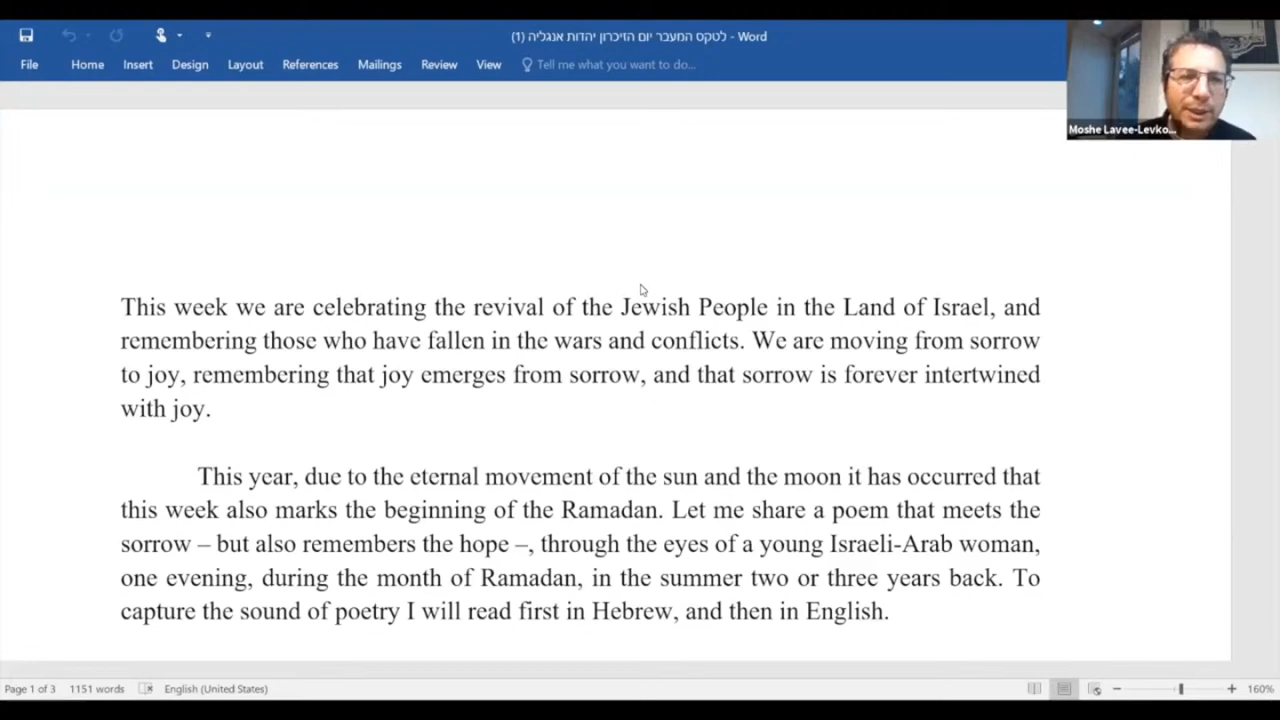 לטקס המעבר יום הזיכרון יהדות אנגליה (1) - Word
File Home Insert Design Layout References Mailings Review View Tell me what you want to do...
Moshe Lavee-Levko...
This week we are celebrating the revival of the Jewish People in the Land of Israel, and
remembering those who have fallen in the wars and conflicts. We are moving from sorrow
to joy, remembering that joy emerges from sorrow, and that sorrow is forever intertwined
with joy.
This year, due to the eternal movement of the sun and the moon it has occurred that
this week also marks the beginning of the Ramadan. Let me share a poem that meets the
sorrow – but also remembers the hope –, through the eyes of a young Israeli-Arab woman,
one evening, during the month of Ramadan, in the summer two or three years back. To
capture the sound of poetry I will read first in Hebrew, and then in English.
Page 1 of 3 1151 words English (United States) 160%